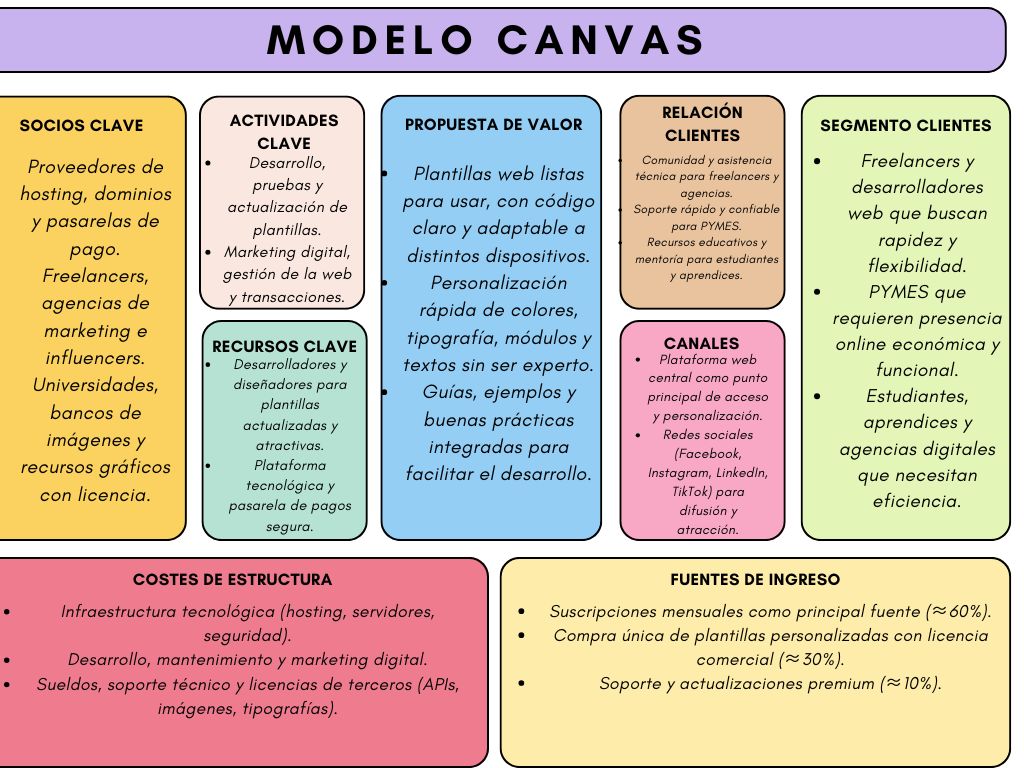 MODELO CANVAS
SOCIOS CLAVE
Proveedores de
hosting, dominios
y pasarelas de
pago.
Freelancers,
agencias de
marketing e
influencers.
Universidades,
bancos de
imágenes y
recursos gráficos
con licencia.
ACTIVIDADES
CLAVE
• Desarrollo,
pruebas y
actualización de
plantillas.
• Marketing digital,
gestión de la web
y transacciones.
RECURSOS CLAVE
• Desarrolladores y
diseñadores para
plantillas
actualizadas y
atractivas.
• Plataforma
tecnológica y
pasarela de pagos
segura.
PROPUESTA DE VALOR
• Plantillas web listas
para usar, con código
claro y adaptable a
distintos dispositivos.
• Personalización
rápida de colores,
tipografía, módulos y
textos sin ser experto.
• Guías, ejemplos y
buenas prácticas
integradas para
facilitar el desarrollo.
RELACIÓN
CLIENTES
• Comunidad y asistencia
técnica para freelancers y
agencias.
• Soporte rápido y confiable
para PYMES.
• Recursos educativos y
mentoría para estudiantes
y aprendices.
CANALES
• Plataforma web
central como punto
principal de acceso
y personalización.
• Redes sociales
(Facebook,
Instagram, LinkedIn,
TikTok) para
difusión y
atracción.
SEGMENTO CLIENTES
• Freelancers y
desarrolladores
web que buscan
rapidez y
flexibilidad.
• PYMES que
requieren presencia
online económica y
funcional.
• Estudiantes,
aprendices y
agencias digitales
que necesitan
eficiencia.
COSTES DE ESTRUCTURA
• Infraestructura tecnológica (hosting, servidores,
seguridad).
• Desarrollo, mantenimiento y marketing digital.
• Sueldos, soporte técnico y licencias de terceros (APIs,
imágenes, tipografías).
FUENTES DE INGRESO
• Suscripciones mensuales como principal fuente (≈60%).
• Compra única de plantillas personalizadas con licencia
comercial (≈30%).
• Soporte y actualizaciones premium (≈10%).